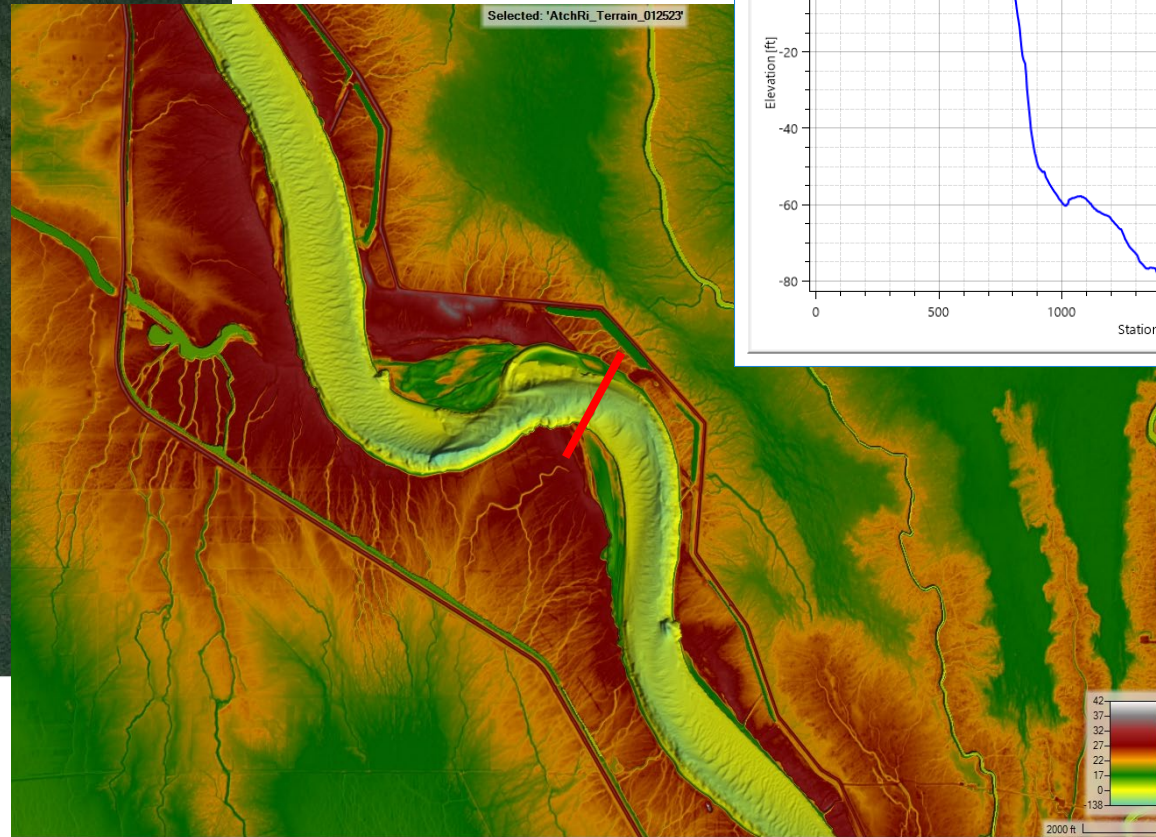 Selected: 'AtchRi_Terrain_012523'
Elevation [ft]
-20
-40
-60
-80
0 500 1000
Station
42
37
32
27
22
17
0
-138
2000 ft